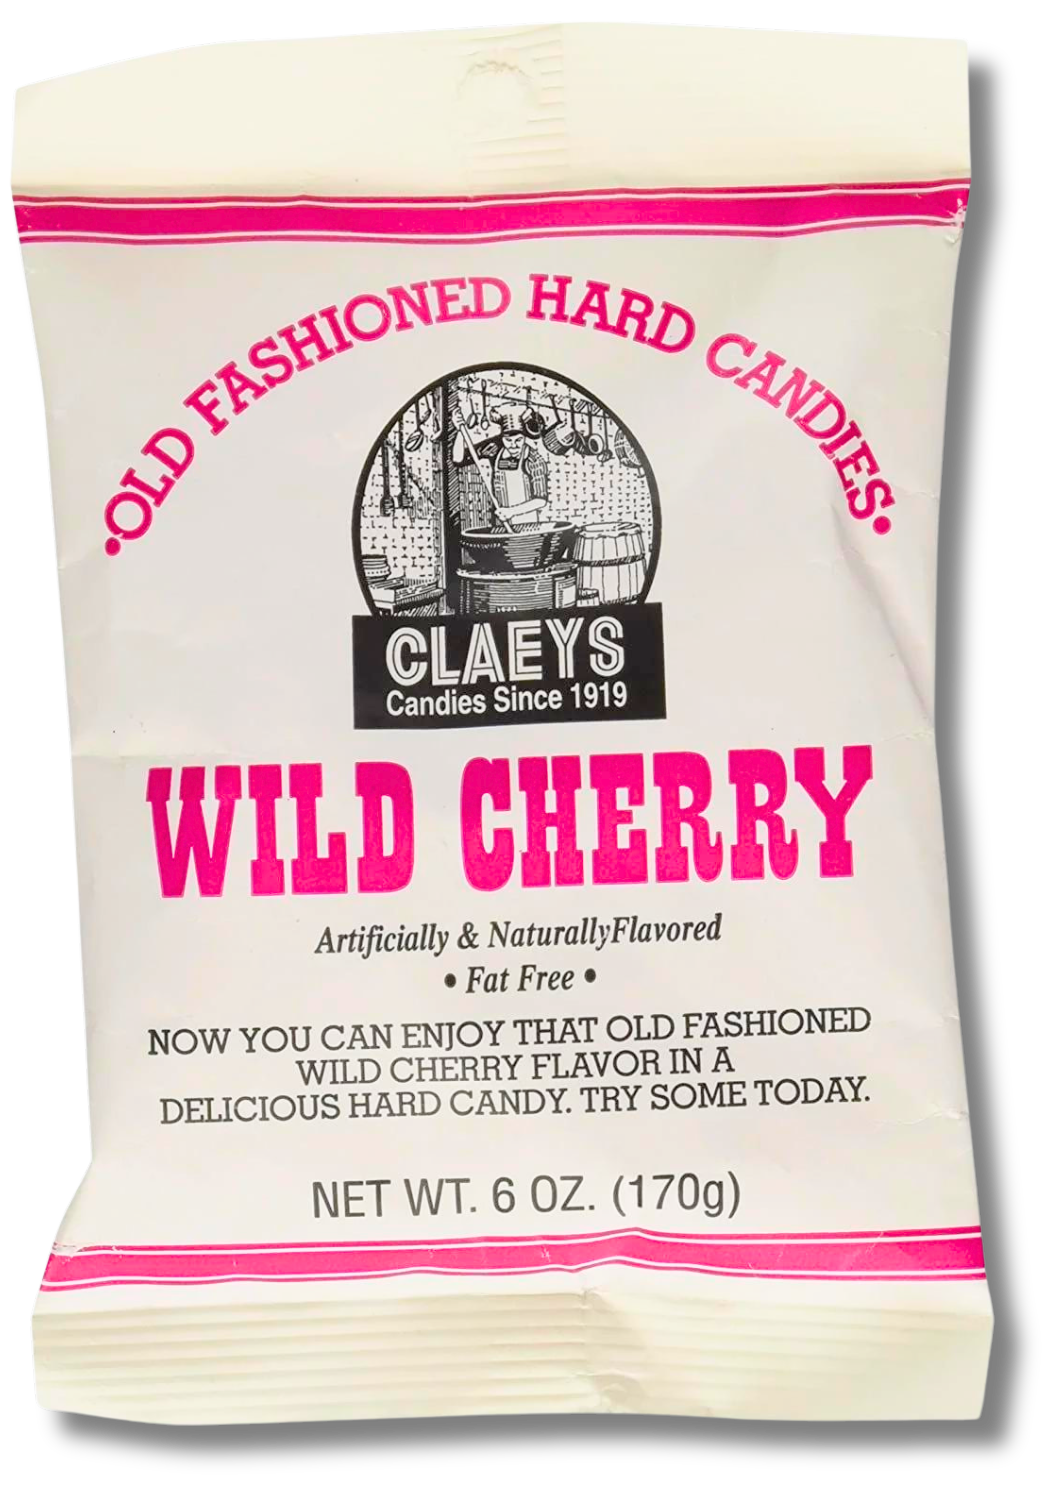 •OLD FASHIONED HARD CANDIES•
CLAEYS
Candies Since 1919
WILD CHERRY
Artificially & NaturallyFlavored
• Fat Free •
NOW YOU CAN ENJOY THAT OLD FASHIONED
WILD CHERRY FLAVOR IN A
DELICIOUS HARD CANDY. TRY SOME TODAY.
NET WT. 6 OZ. (170g)